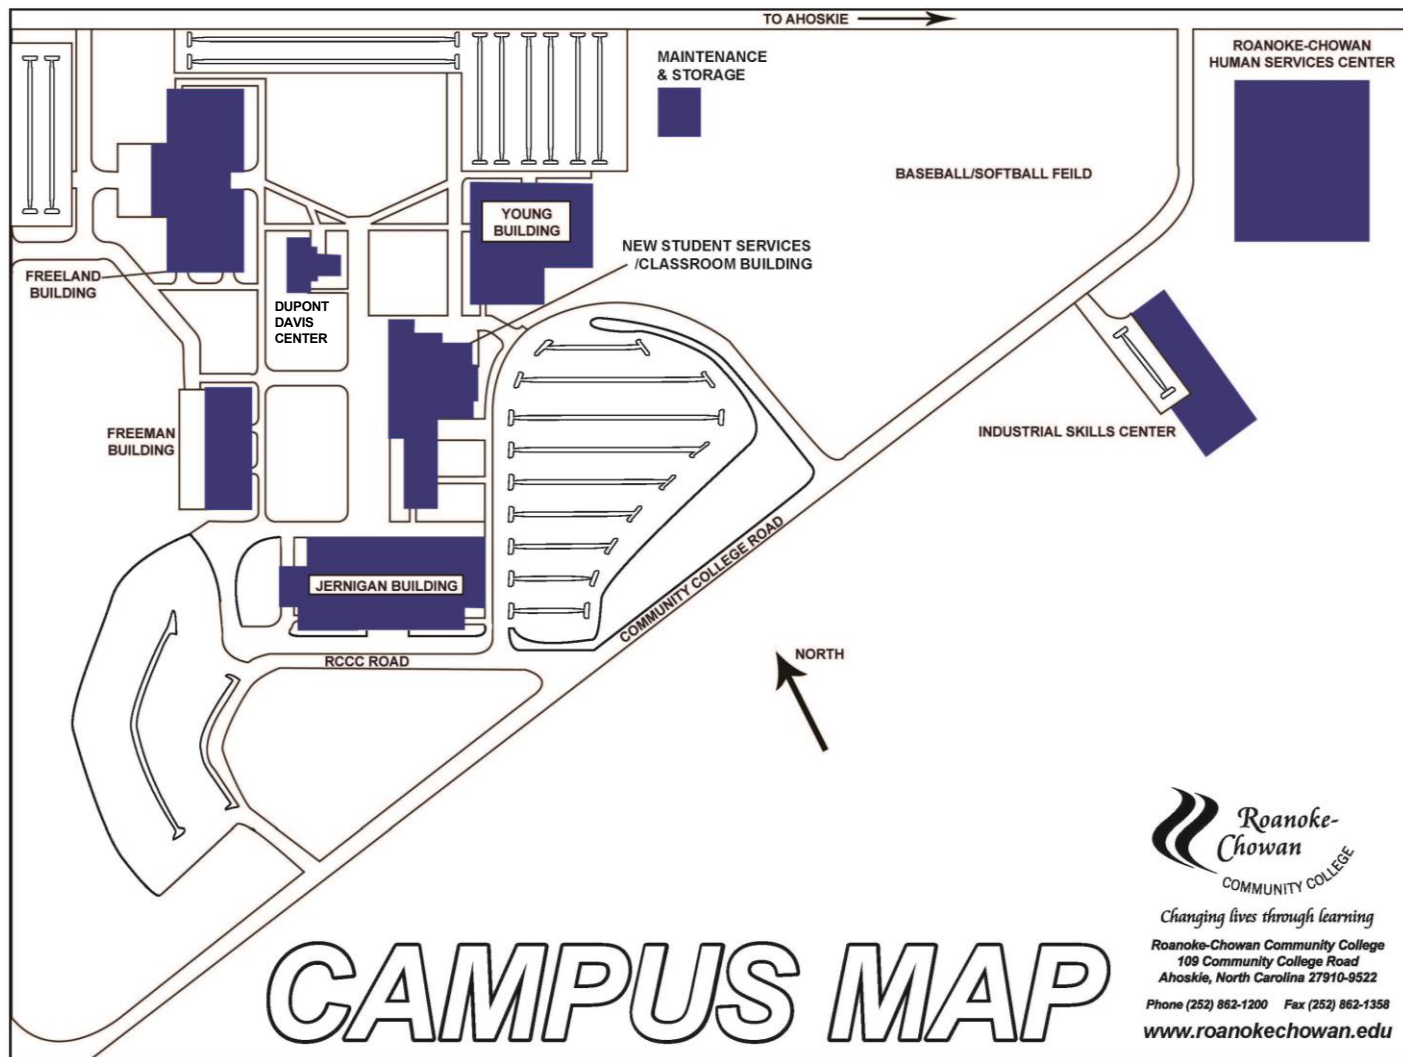 TO AHOSKIE
MAINTENANCE
& STORAGE
ROANOKE-CHOWAN
HUMAN SERVICES CENTER
BASEBALL/SOFTBALL FEILD
YOUNG
BUILDING
NEW STUDENT SERVICES
/CLASSROOM BUILDING
FREELAND
BUILDING
DUPONT
DAVIS
CENTER
FREEMAN
BUILDING
INDUSTRIAL SKILLS CENTER
JERNIGAN BUILDING
COMMUNITY COLLEGE ROAD
RCCC ROAD
NORTH
Roanoke-
Chowan
COMMUNITY COLLEGE
Changing lives through learning
Roanoke-Chowan Community College
109 Community College Road
Ahoskie, North Carolina 27910-9522
Phone (252) 862-1200 Fax (252) 862-1358
www.roanokechowan.edu
CAMPUS MAP